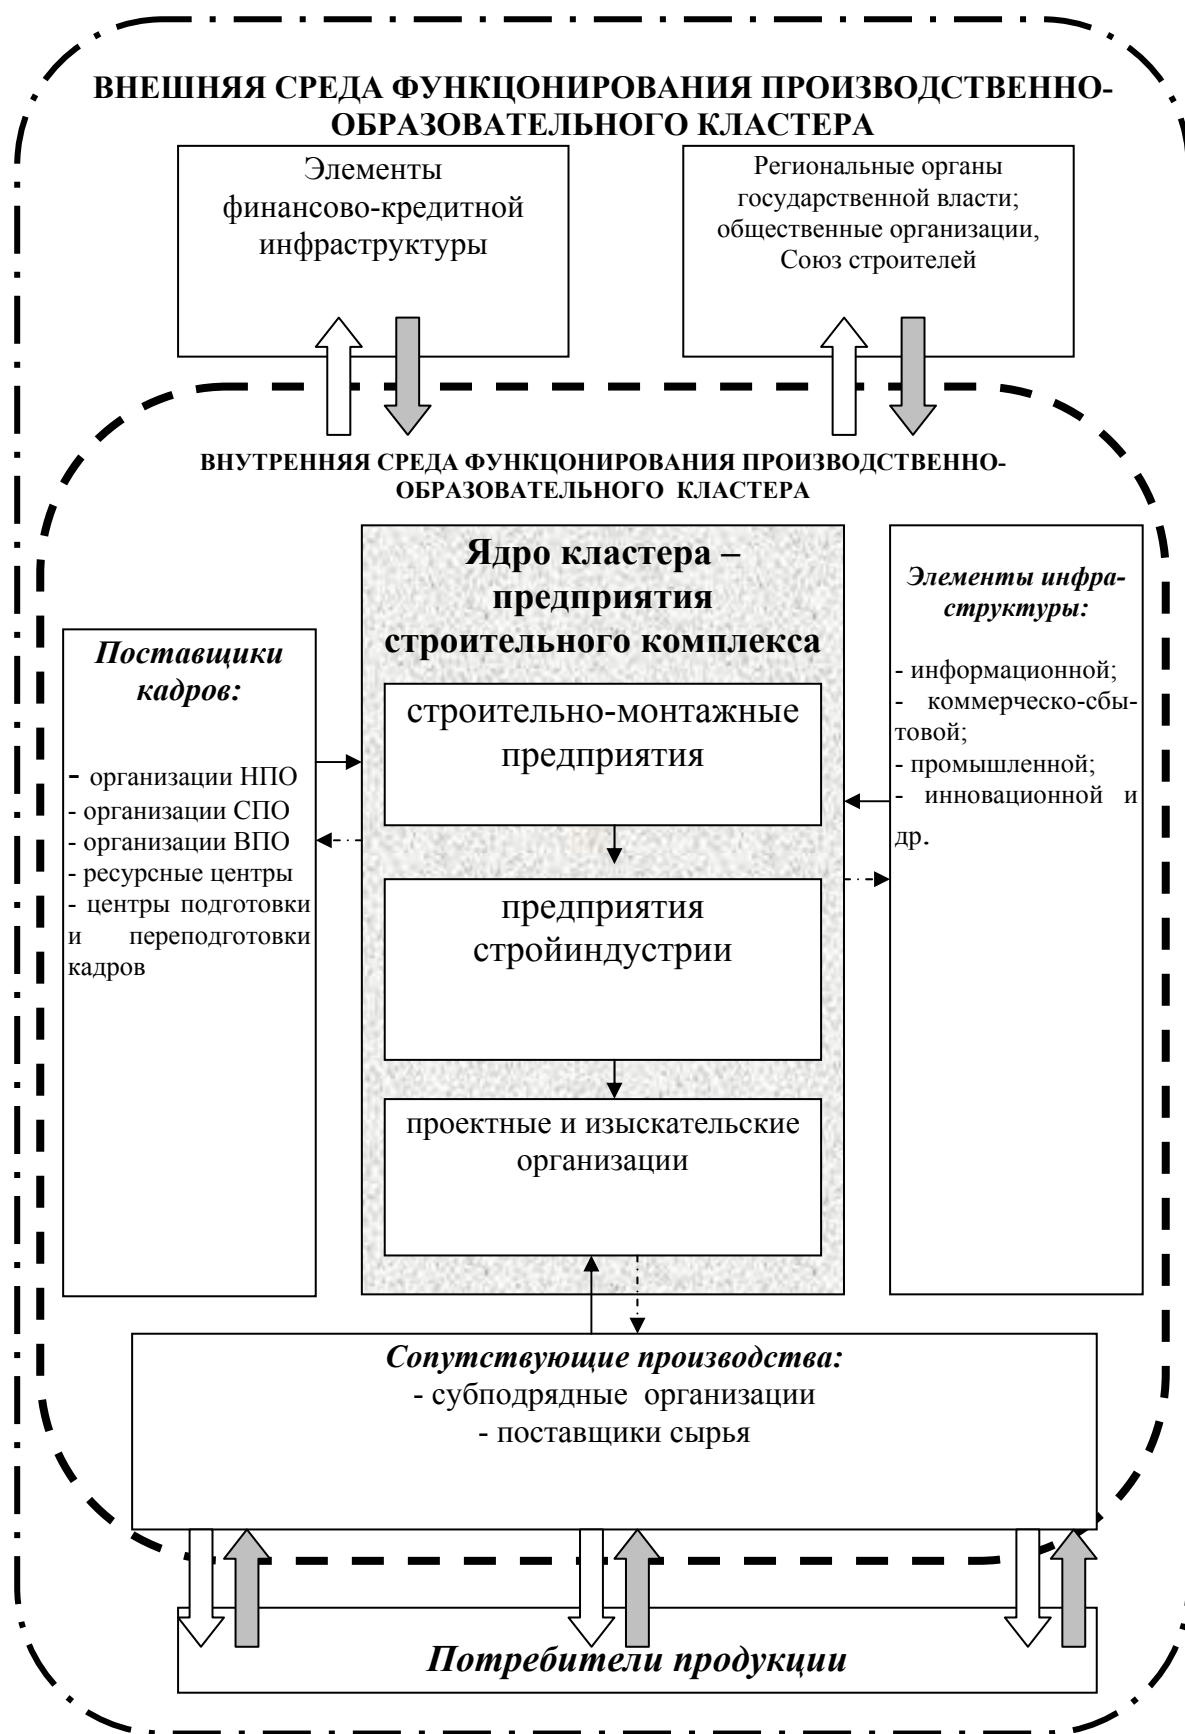 ВНЕШНЯЯ СРЕДА ФУНКЦОНИРОВАНИЯ ПРОИЗВОДСТВЕННО-
ОБРАЗОВАТЕЛЬНОГО КЛАСТЕРА
Элементы
финансово-кредитной
инфраструктуры
Региональные органы
государственной власти;
общественные организации,
Союз строителей
ВНУТРЕННЯЯ СРЕДА ФУНКЦОНИРОВАНИЯ ПРОИЗВОДСТВЕННО-
ОБРАЗОВАТЕЛЬНОГО КЛАСТЕРА
Поставщики
кадров:
- организации НПО
- организации СПО
- организации ВПО
- ресурсные центры
- центры подготовки
и переподготовки
кадров
Ядро кластера –
предприятия
строительного комплекса
строительно-монтажные
предприятия
предприятия
стройиндустрии
проектные и изыскательские
организации
Элементы инфра-
структуры:
- информационной;
- коммерческо-сбы-
товой;
- промышленной;
- инновационной и
др.
Сопутствующие производства:
- субподрядные организации
- поставщики сырья
Потребители продукции